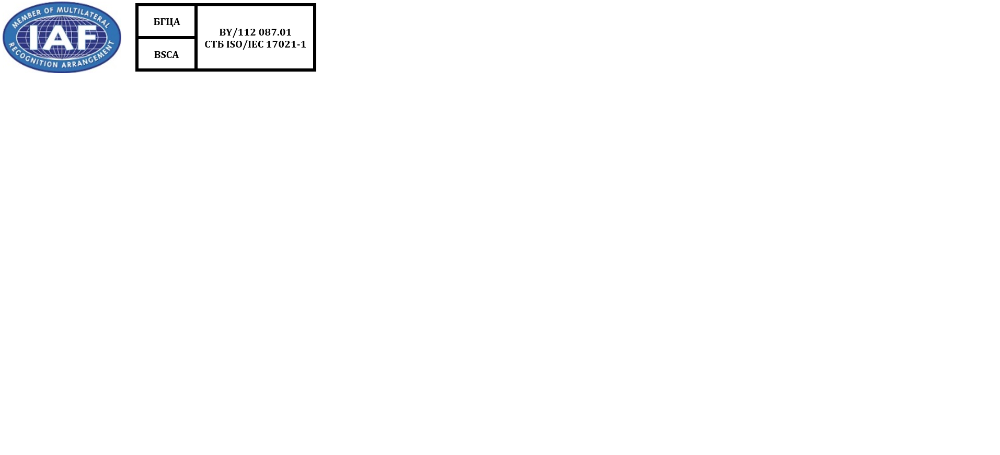 MEMBER OF MULTILATERAL
IAF
RECOGNITION ARRANGEMENT
БГЦА
BSCA
BY/112 087.01
СТБ ISO/IEC 17021-1